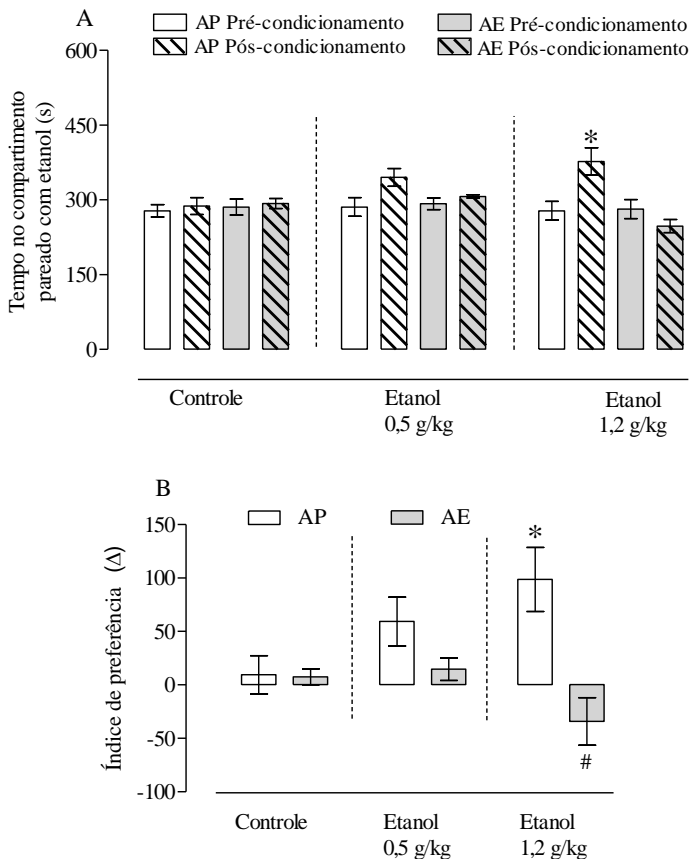 A
AP Pré-condicionamento
AE Pré-condicionamento
AP Pós-condicionamento
AE Pós-condicionamento
Tempo no compartimento
pareado com etanol (s)
600
450
300
150
0
*
Controle
Etanol
0,5 g/kg
Etanol
1,2 g/kg
B
AP
AE
Índice de preferência (Δ)
150
100
50
0
-50
-100
*
#
Controle
Etanol
0,5 g/kg
Etanol
1,2 g/kg